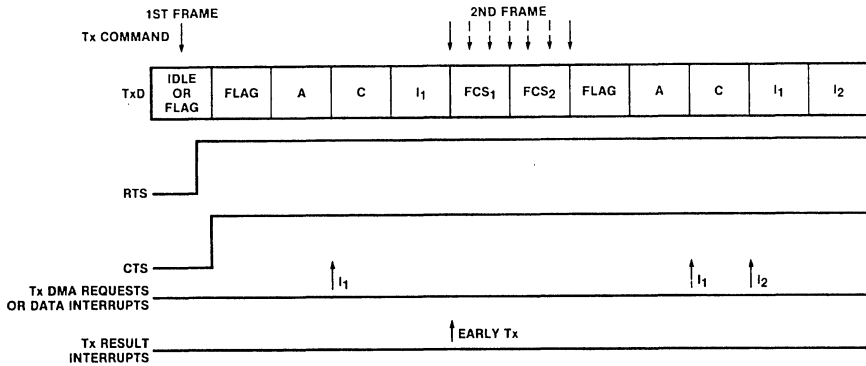 1ST FRAME
2ND FRAME
Tx COMMAND
TxD
IDLE
OR
FLAG
FLAG
A
C
I₁
FCS₁
FCS₂
FLAG
A
C
I₁
I₂
RTS
CTS
I₁
I₁
I₂
Tx DMA REQUESTS
OR DATA INTERRUPTS
EARLY Tx
Tx RESULT
INTERRUPTS